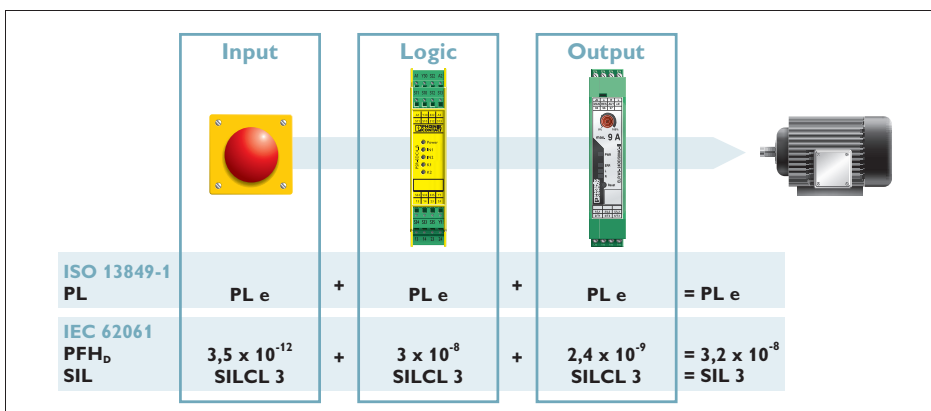 Input
Logic
Output
max. 9 A
ISO 13849-1
PL
PL e
+
PL e
+
PL e
= PL e
IEC 62061
PFHD
SIL
3,5 x 10-12
SILCL 3
+
3 x 10-8
SILCL 3
+
2,4 x 10-9
SILCL 3
= 3,2 x 10-8
= SIL 3